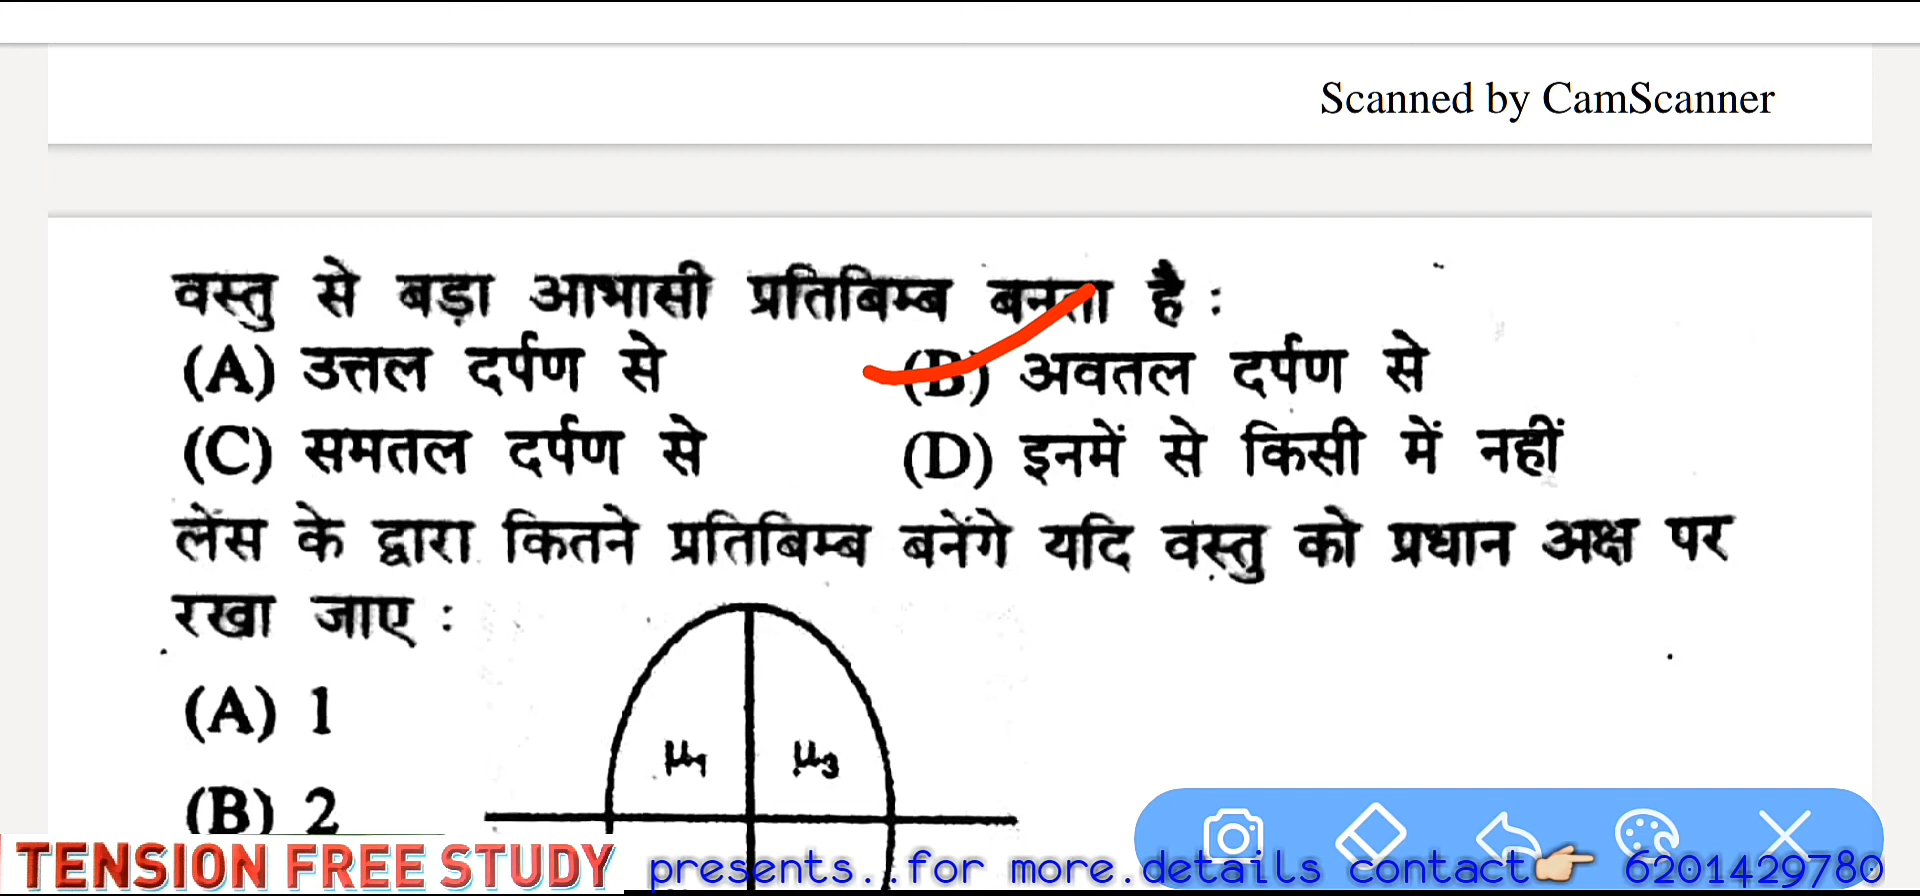 Scanned by CamScanner
वस्तु से बड़ा आभासी प्रतिबिम्ब बनता है :
(A) उत्तल दर्पण से (B) अवतल दर्पण से
(C) समतल दर्पण से (D) इनमें से किसी में नहीं
लेंस के द्वारा कितने प्रतिबिम्ब बनेंगे यदि वस्तु को प्रधान अक्ष पर
रखा जाए :
(A) 1
μ1 μ3
(B) 2
TENSION FREE STUDY presents..for more.details contact 6201429780